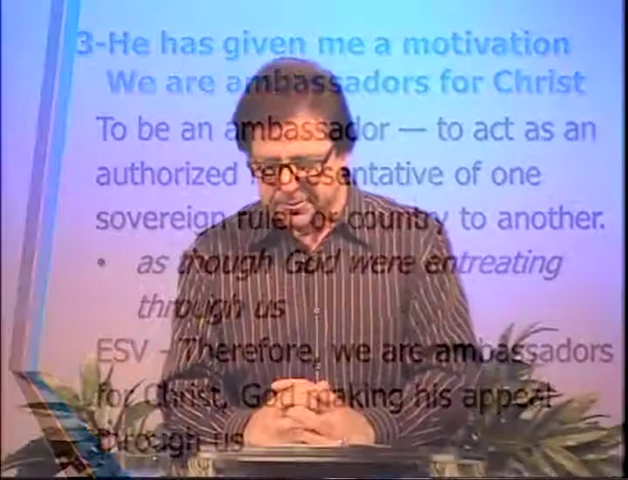 3-He has given me a motivation
We are ambassadors for Christ
To be an ambassador — to act as an
authorized representative of one
sovereign ruler or country to another.
• as though God were entreating
through us
ESV - Therefore, we are ambassadors
for Christ, God making his appeal
through us